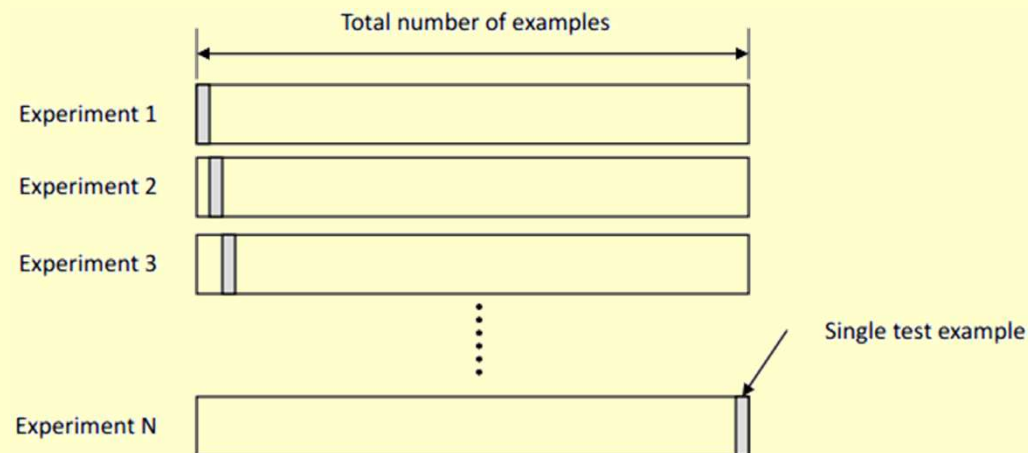 Total number of examples
Experiment 1
Experiment 2
Experiment 3
Single test example
Experiment N